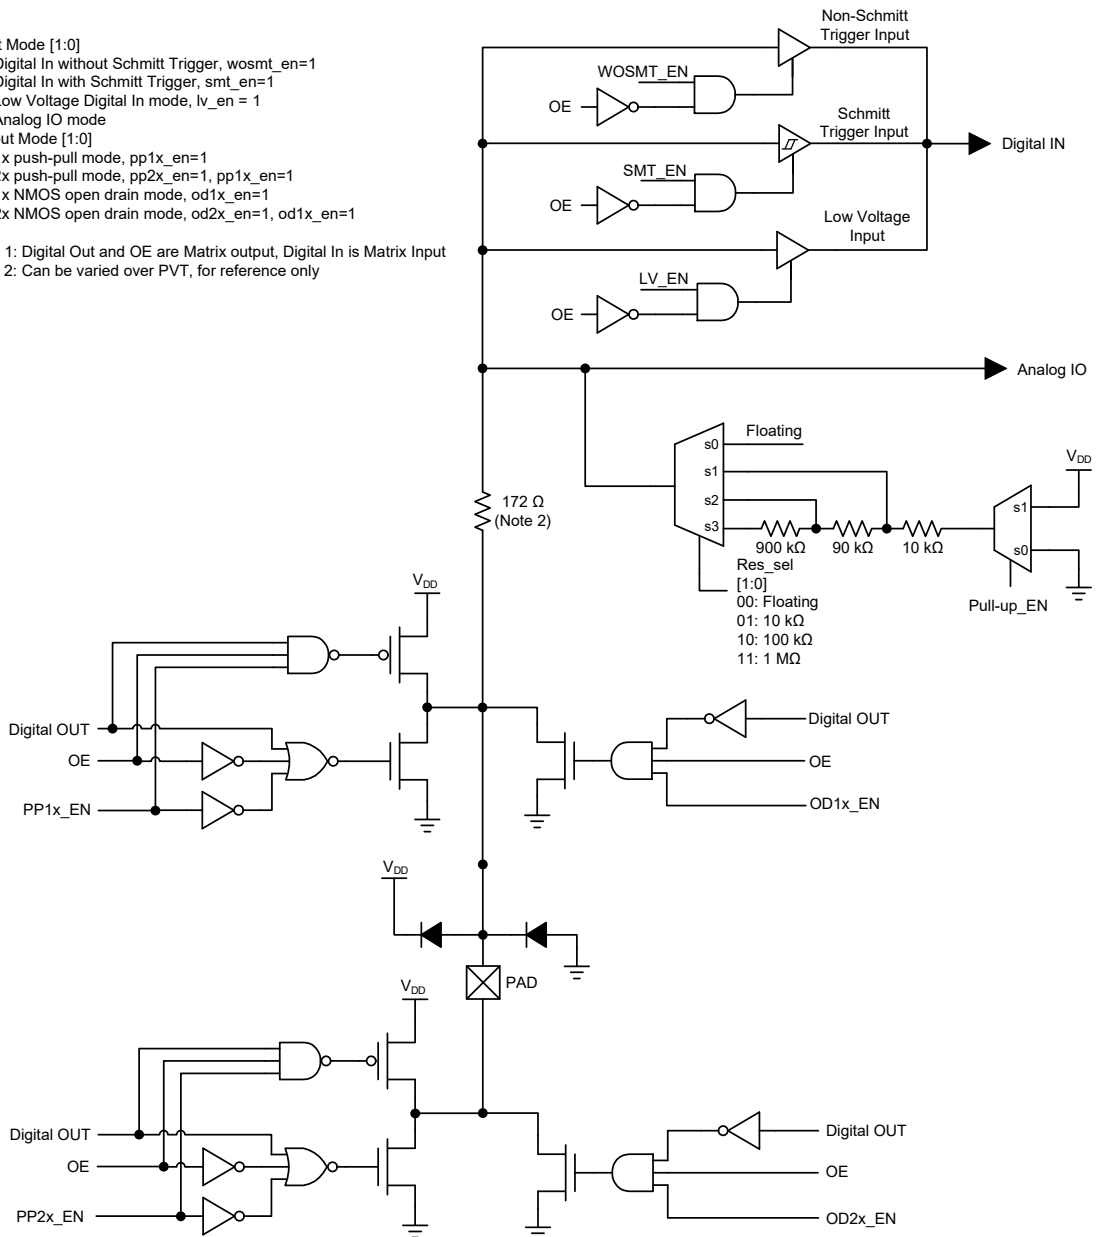 t Mode [1:0]
Digital In without Schmitt Trigger, wosmt_en=1
Digital In with Schmitt Trigger, smt_en=1
Low Voltage Digital In mode, lv_en = 1
Analog IO mode
out Mode [1:0]
x push-pull mode, pp1x_en=1
2x push-pull mode, pp2x_en=1, pp1x_en=1
x NMOS open drain mode, od1x_en=1
2x NMOS open drain mode, od2x_en=1, od1x_en=1
1: Digital Out and OE are Matrix output, Digital In is Matrix Input
2: Can be varied over PVT, for reference only
Non-Schmitt
Trigger Input
WOSMT_EN
OE
Schmitt
Trigger Input
Digital IN
SMT_EN
OE
Low Voltage
Input
LV_EN
OE
Analog IO
Floating
s0
s1
s2
s3
VDD
s1
s0
172 Ω
(Note 2)
900 kΩ
90 kΩ
10 kΩ
Res_sel
[1:0]
00: Floating
01: 10 kΩ
10: 100 kΩ
11: 1 MΩ
Pull-up_EN
VDD
Digital OUT
OE
PP1x_EN
Digital OUT
OE
OD1x_EN
VDD
PAD
VDD
Digital OUT
OE
PP2x_EN
Digital OUT
OE
OD2x_EN